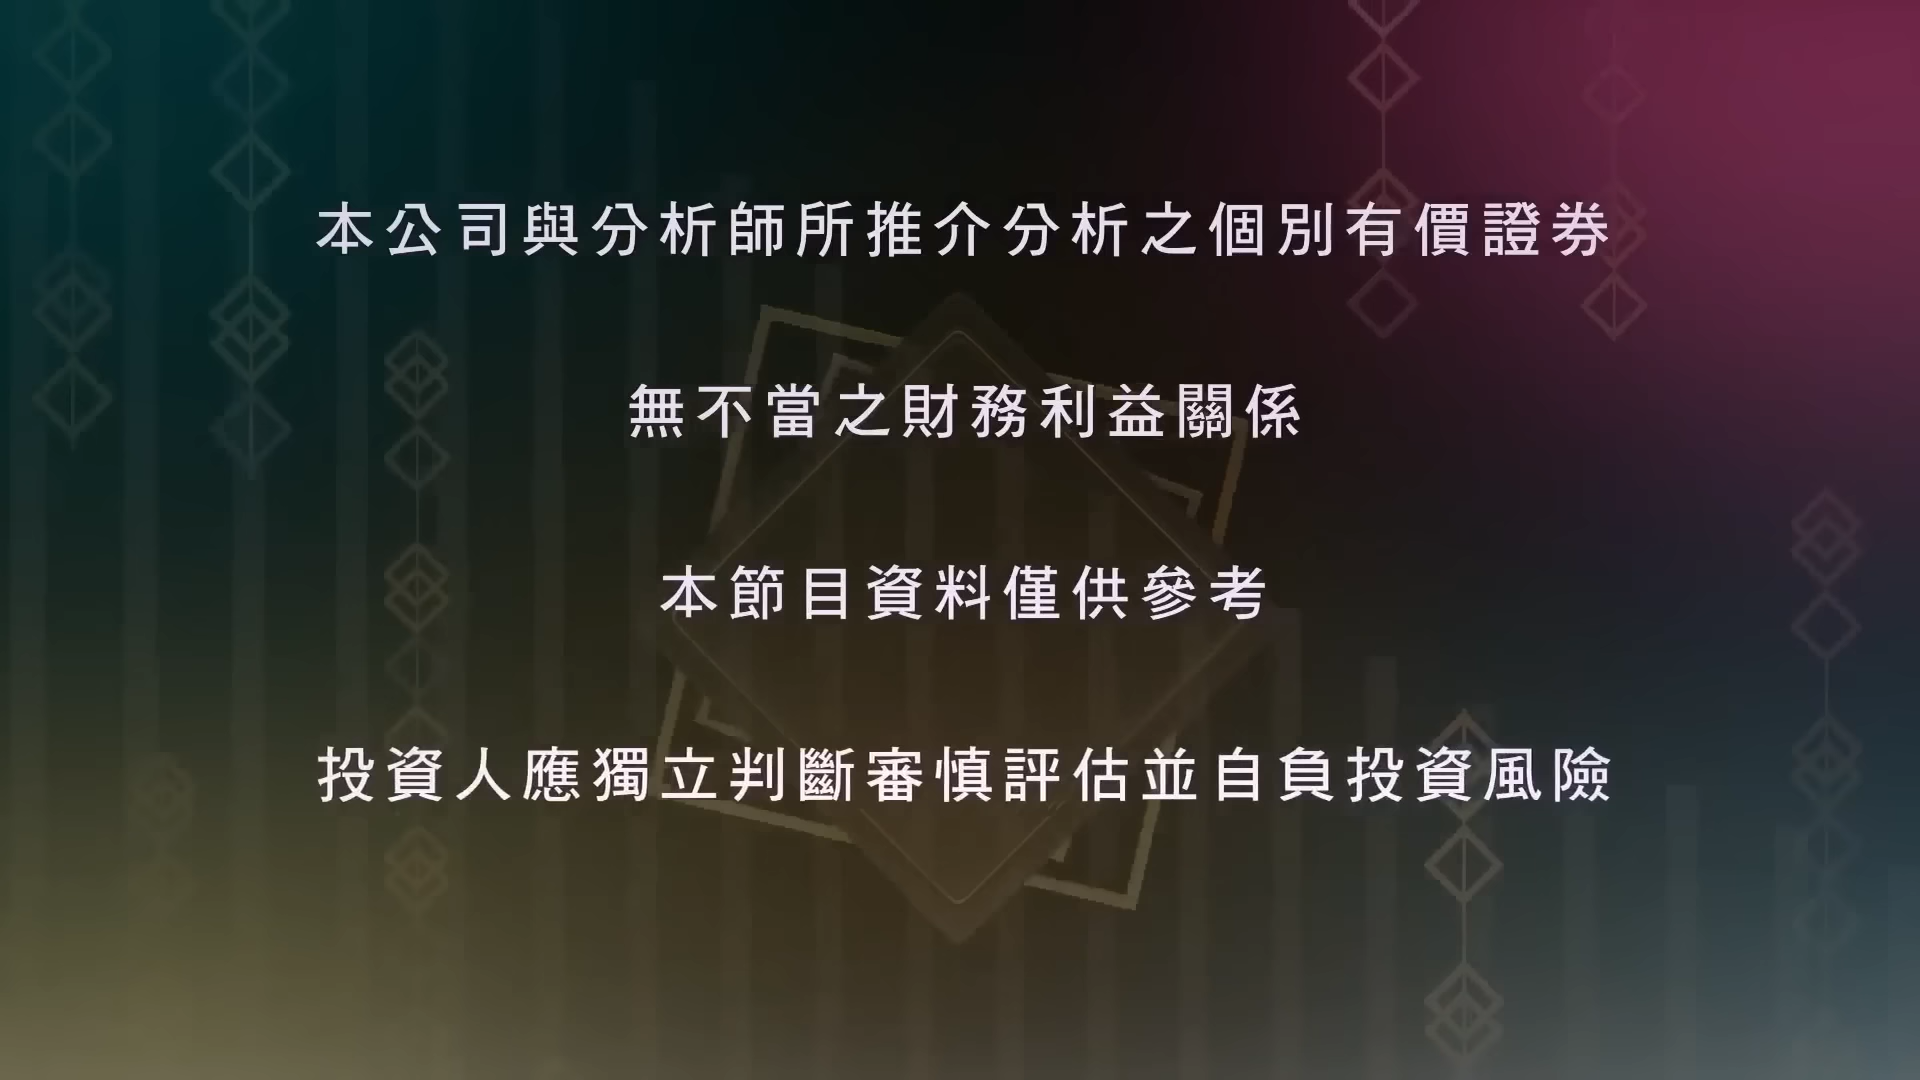 本公司與分析師所推介分析之個別有價證券
無不當之財務利益關係
本節目資料僅供參考
投資人應獨立判斷審慎評估並自負投資風險